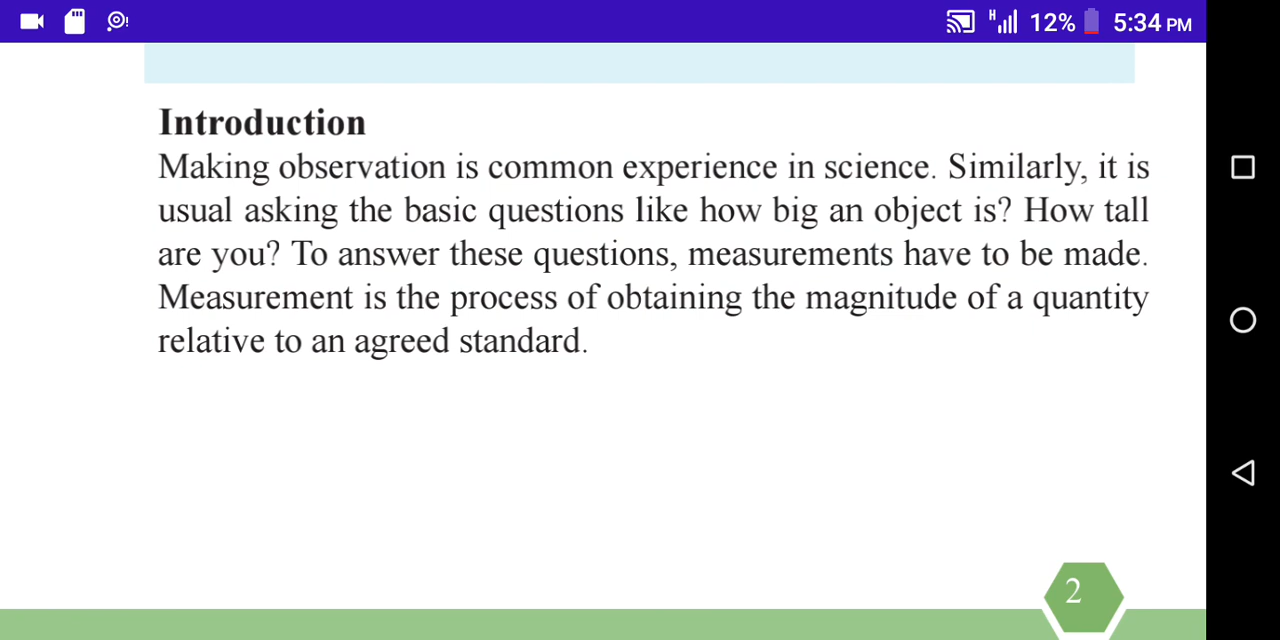 H 12% 5:34 PM
Introduction
Making observation is common experience in science. Similarly, it is
usual asking the basic questions like how big an object is? How tall
are you? To answer these questions, measurements have to be made.
Measurement is the process of obtaining the magnitude of a quantity
relative to an agreed standard.
2